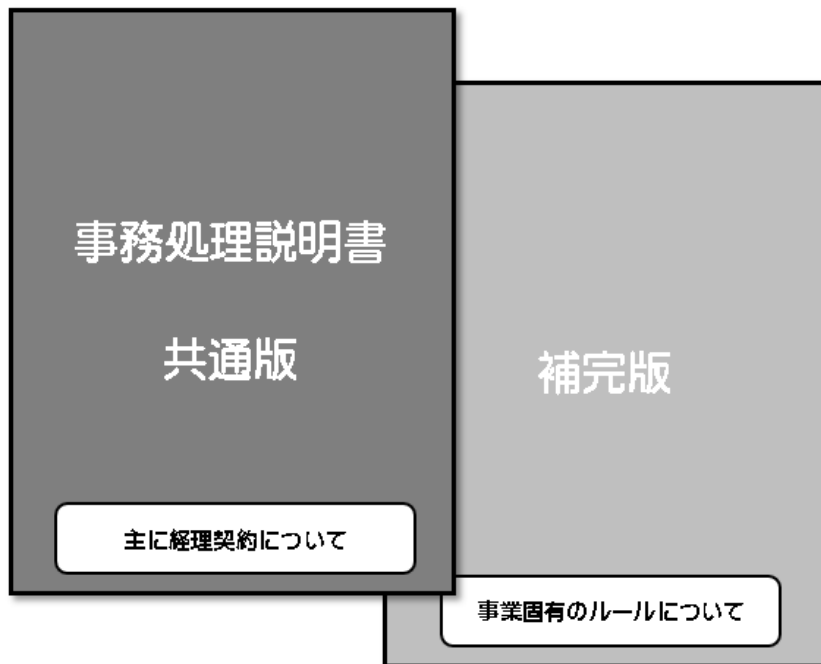 事務処理説明書
共通版
主に経理契約について
補完版
事業固有のルールについて